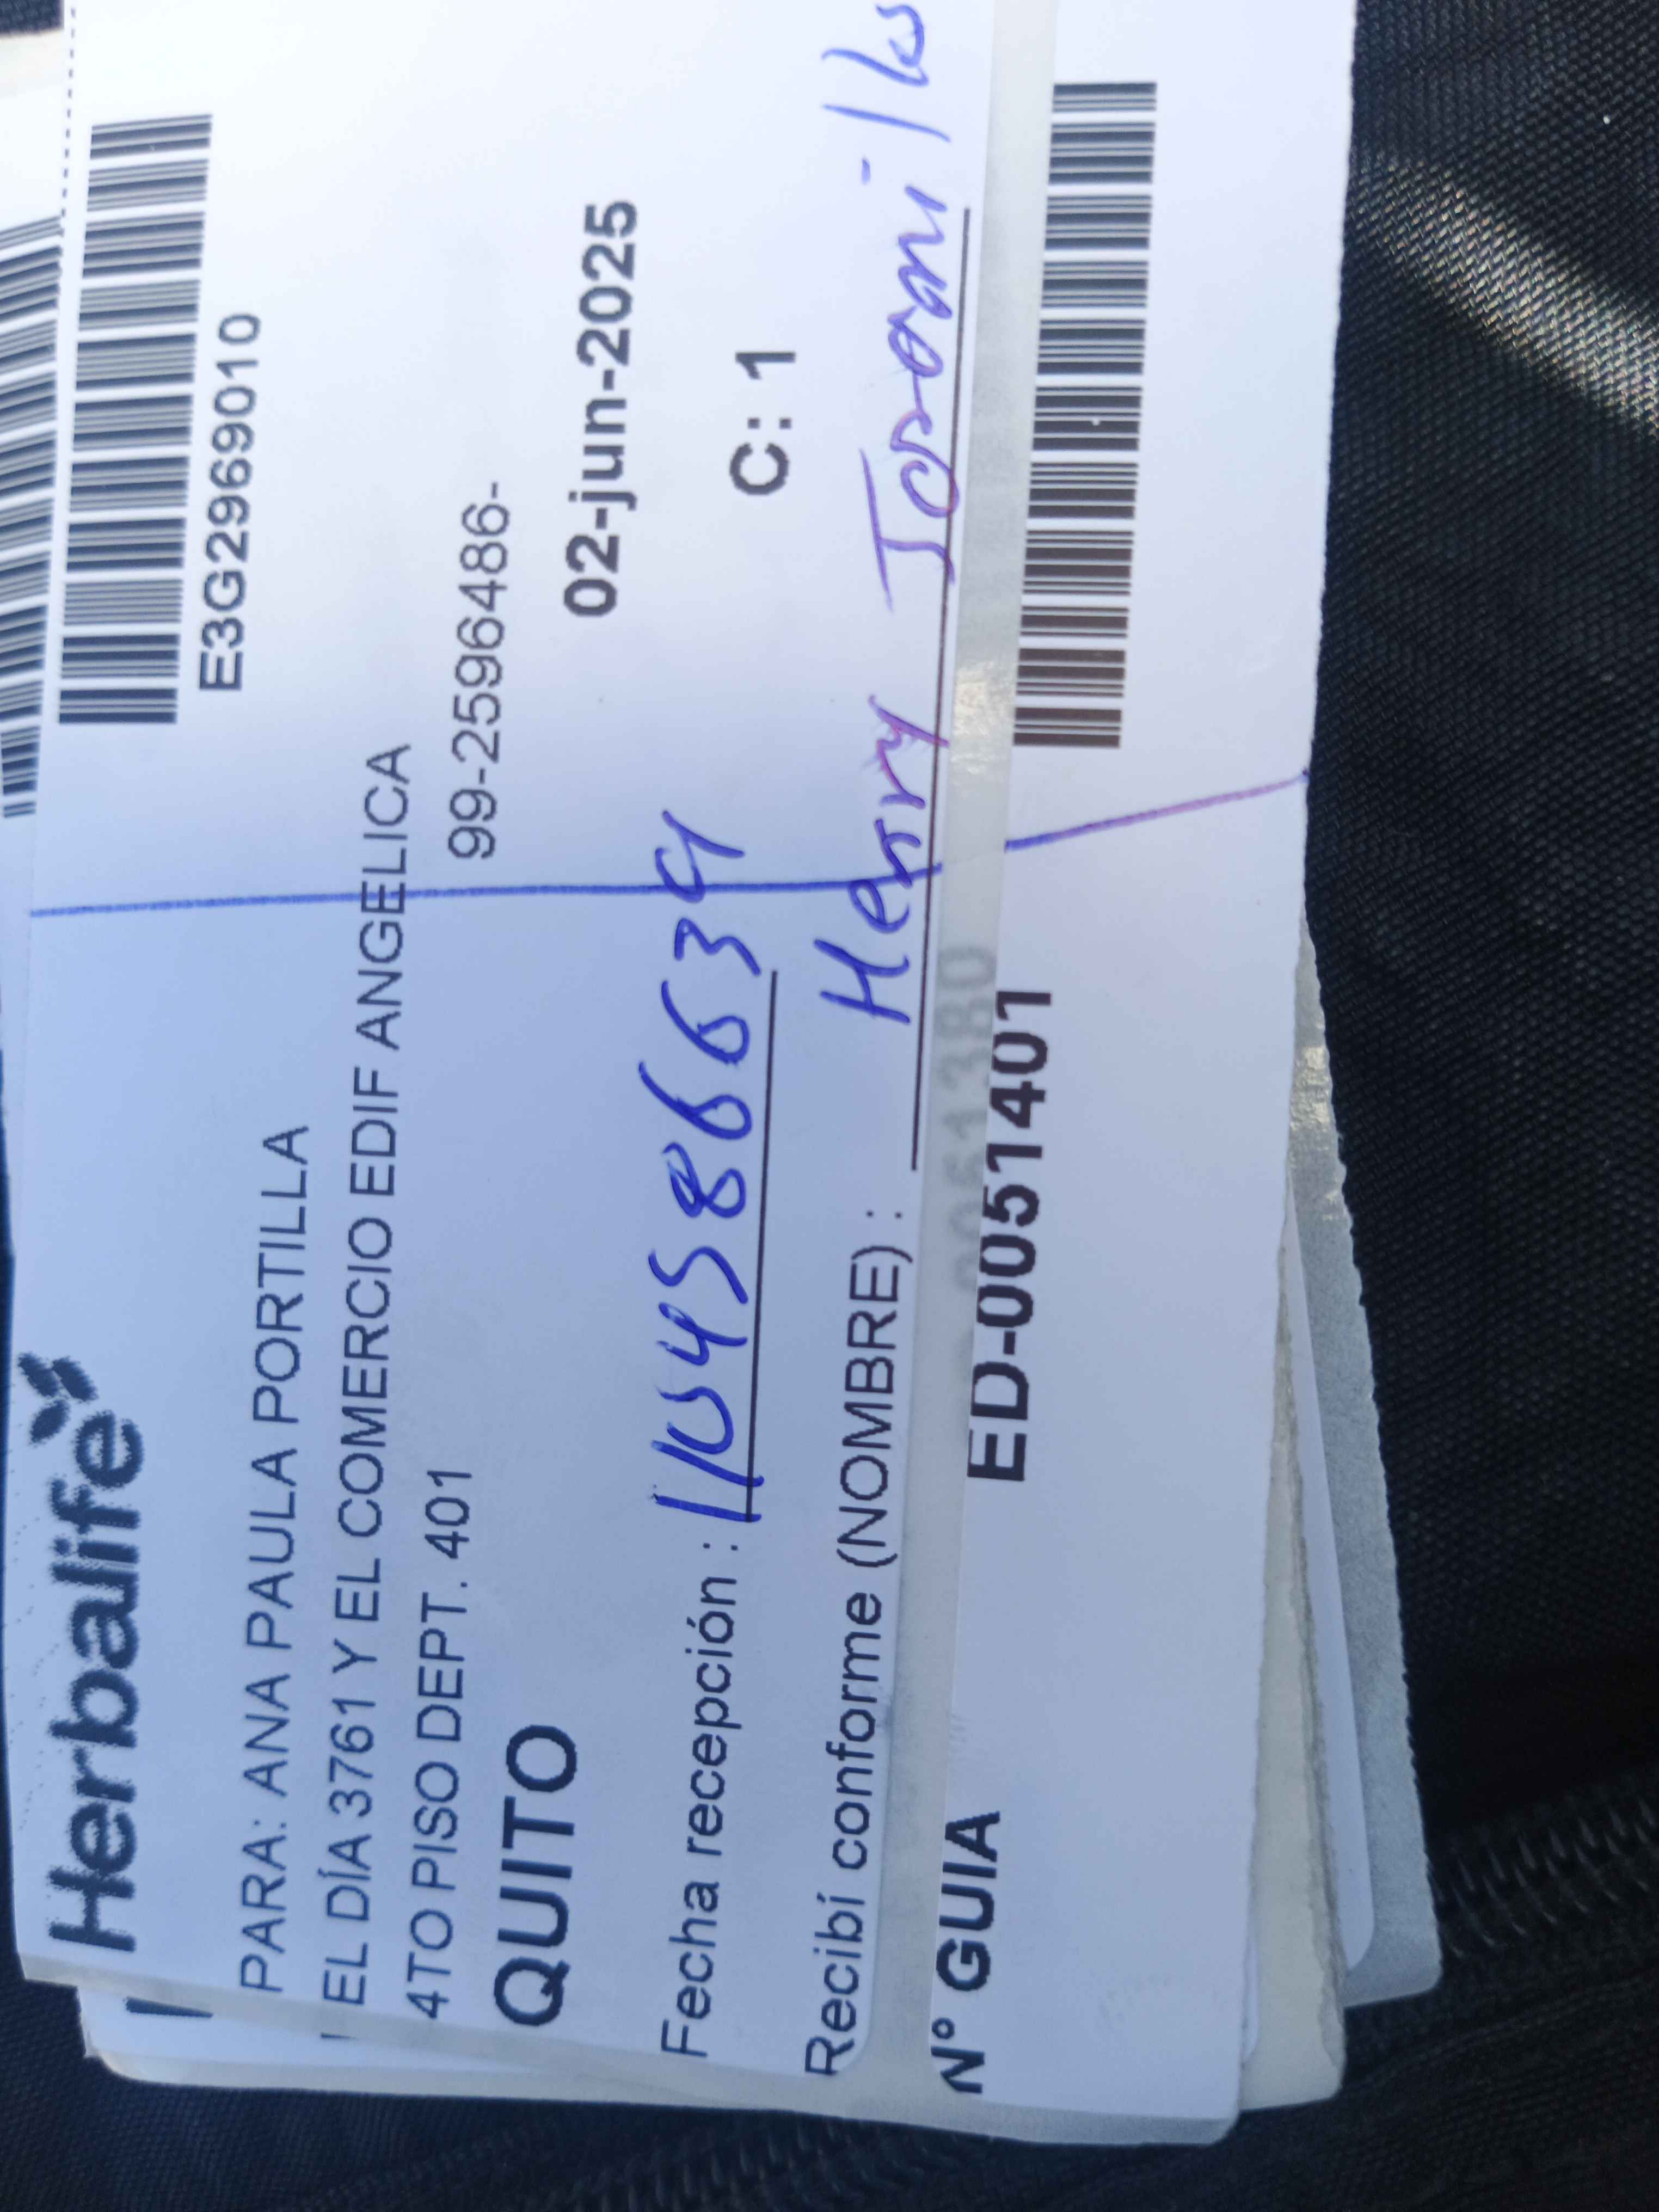 Herbalife
E3G2969010
PARA: ANA PAULA PORTILLA
EL DÍA 3761 Y EL COMERCIO EDIF ANGELICA
4TO PISO DEPT. 401
99-2596486-
QUITO
02-jun-2025
Fecha recepción : 1104586634
C: 1
Recibí conforme (NOMBRE) : Henry
N° GUIA ED-0051401